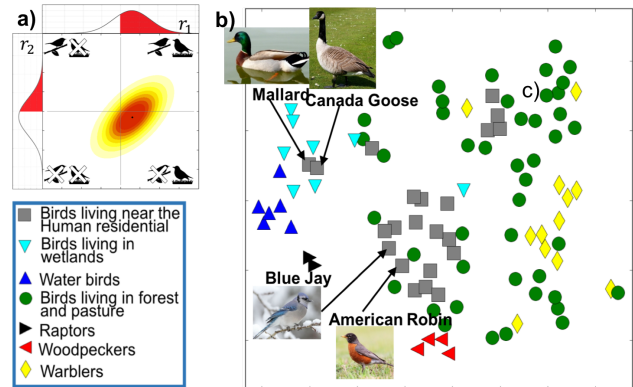 a)
r1
r2
b)
c)
Mallard
Canada Goose
Blue Jay
American Robin
Birds living near the
Human residential
Birds living in
wetlands
Water birds
Birds living in forest
and pasture
Raptors
Woodpeckers
Warblers